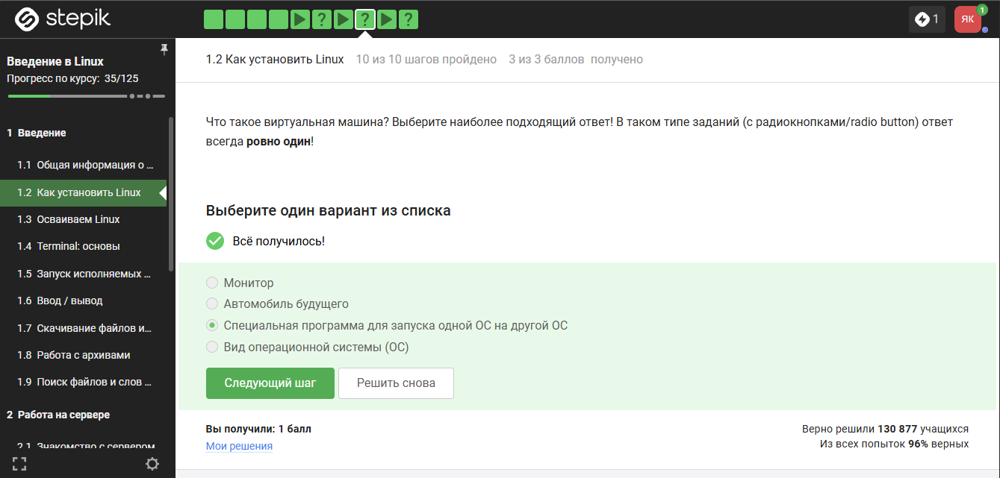 stepik
? ? ?
1
ЯК
1
Введение в Linux
Прогресс по курсу: 35/125
1 Введение
1.1 Общая информация о ...
1.2 Как установить Linux
1.3 Осваиваем Linux
1.4 Terminal: основы
1.5 Запуск исполняемых ...
1.6 Ввод / вывод
1.7 Скачивание файлов и...
1.8 Работа с архивами
1.9 Поиск файлов и слов ...
2 Работа на сервере
2.1 Знакомство с сервером
1.2 Как установить Linux 10 из 10 шагов пройдено 3 из 3 баллов получено
Что такое виртуальная машина? Выберите наиболее подходящий ответ! В таком типе заданий (с радиокнопками/radio button) ответ
всегда ровно один!
Выберите один вариант из списка
Всё получилось!
Монитор
Автомобиль будущего
Специальная программа для запуска одной ОС на другой ОС
Вид операционной системы (ОС)
Следующий шаг
Решить снова
Вы получили: 1 балл
Мои решения
Верно решили 130 877 учащихся
Из всех попыток 96% верных